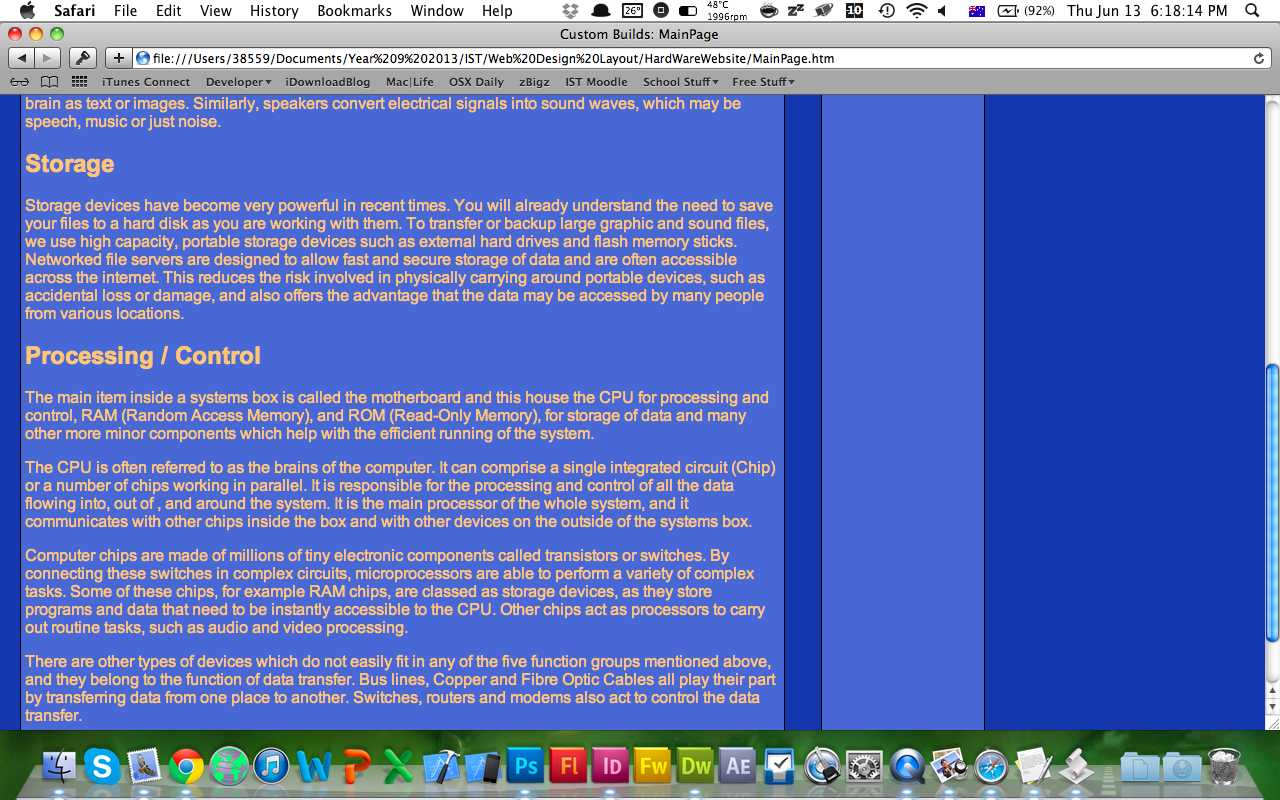 Safari File Edit View History Bookmarks Window Help 26° 48°C 1996rpm 10 (92%) Thu Jun 13 6:18:14 PM
Custom Builds: MainPage
file:///Users/38559/Documents/Year%209%202013/IST/Web%20Design%20Layout/HardWareWebsite/MainPage.htm
iTunes Connect Developer iDownloadBlog Mac|Life OSX Daily zBigz IST Moodle School Stuff Free Stuff
brain as text or images. Similarly, speakers convert electrical signals into sound waves, which may be
speech, music or just noise.
Storage
Storage devices have become very powerful in recent times. You will already understand the need to save
your files to a hard disk as you are working with them. To transfer or backup large graphic and sound files,
we use high capacity, portable storage devices such as external hard drives and flash memory sticks.
Networked file servers are designed to allow fast and secure storage of data and are often accessible
across the internet. This reduces the risk involved in physically carrying around portable devices, such as
accidental loss or damage, and also offers the advantage that the data may be accessed by many people
from various locations.
Processing / Control
The main item inside a systems box is called the motherboard and this house the CPU for processing and
control, RAM (Random Access Memory), and ROM (Read-Only Memory), for storage of data and many
other more minor components which help with the efficient running of the system.
The CPU is often referred to as the brains of the computer. It can comprise a single integrated circuit (Chip)
or a number of chips working in parallel. It is responsible for the processing and control of all the data
flowing into, out of , and around the system. It is the main processor of the whole system, and it
communicates with other chips inside the box and with other devices on the outside of the systems box.
Computer chips are made of millions of tiny electronic components called transistors or switches. By
connecting these switches in complex circuits, microprocessors are able to perform a variety of complex
tasks. Some of these chips, for example RAM chips, are classed as storage devices, as they store
programs and data that need to be instantly accessible to the CPU. Other chips act as processors to carry
out routine tasks, such as audio and video processing.
There are other types of devices which do not easily fit in any of the five function groups mentioned above,
and they belong to the function of data transfer. Bus lines, Copper and Fibre Optic Cables all play their part
by transferring data from one place to another. Switches, routers and modems also act to control the data
transfer.
S W P X Ps Fl Id Fw Dw AE